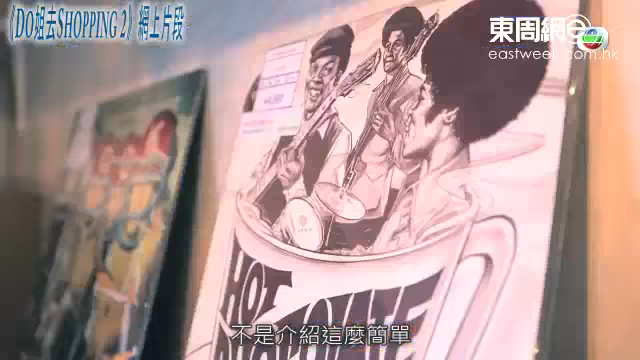 《DO姐去SHOPPING 2》網上片段
東周網
eastweek.com.hk
HOT
CHOCOLATE
不是介紹這麼簡單